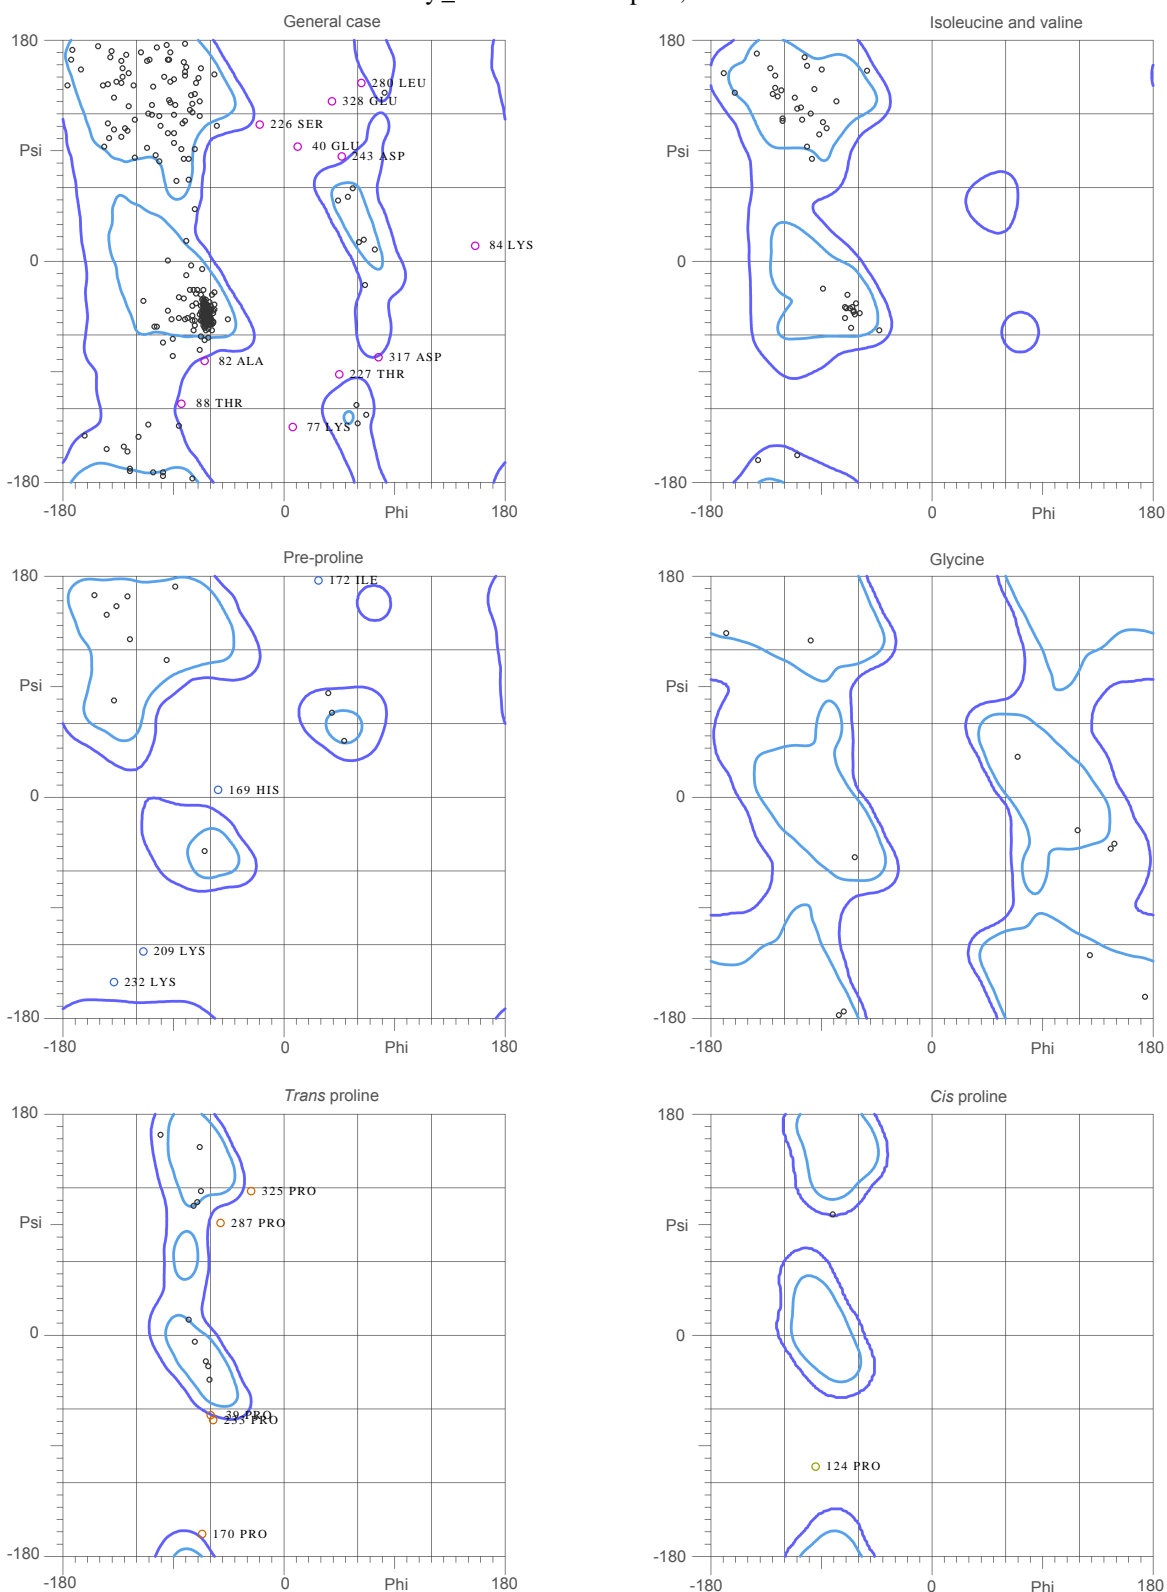 General case
180
Psi
0
-180
-180
0
Phi
180
280 LEU
328 GLU
226 SER
40 GLU
243 ASP
84 LYS
82 ALA
317 ASP
227 THR
88 THR
77 LYS
Isoleucine and valine
180
Psi
0
-180
-180
0
Phi
180
Pre-proline
180
Psi
0
-180
-180
0
Phi
180
172 ILE
169 HIS
209 LYS
232 LYS
Glycine
180
Psi
0
-180
-180
0
Phi
180
Trans proline
180
Psi
0
-180
-180
0
Phi
180
325 PRO
287 PRO
39 PRO
PRO
170 PRO
Cis proline
180
Psi
0
-180
-180
0
Phi
180
124 PRO